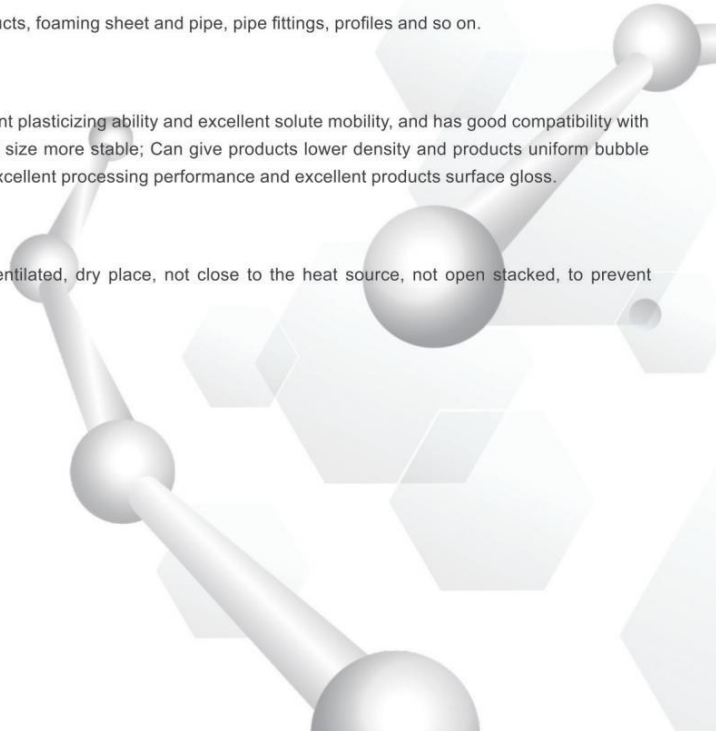 cts, foaming sheet and pipe, pipe fittings, profiles and so on.
nt plasticizing ability and excellent solute mobility, and has good compatibility with
size more stable; Can give products lower density and products uniform bubble
xcellent processing performance and excellent products surface gloss.
entilated, dry place, not close to the heat source, not open stacked, to prevent